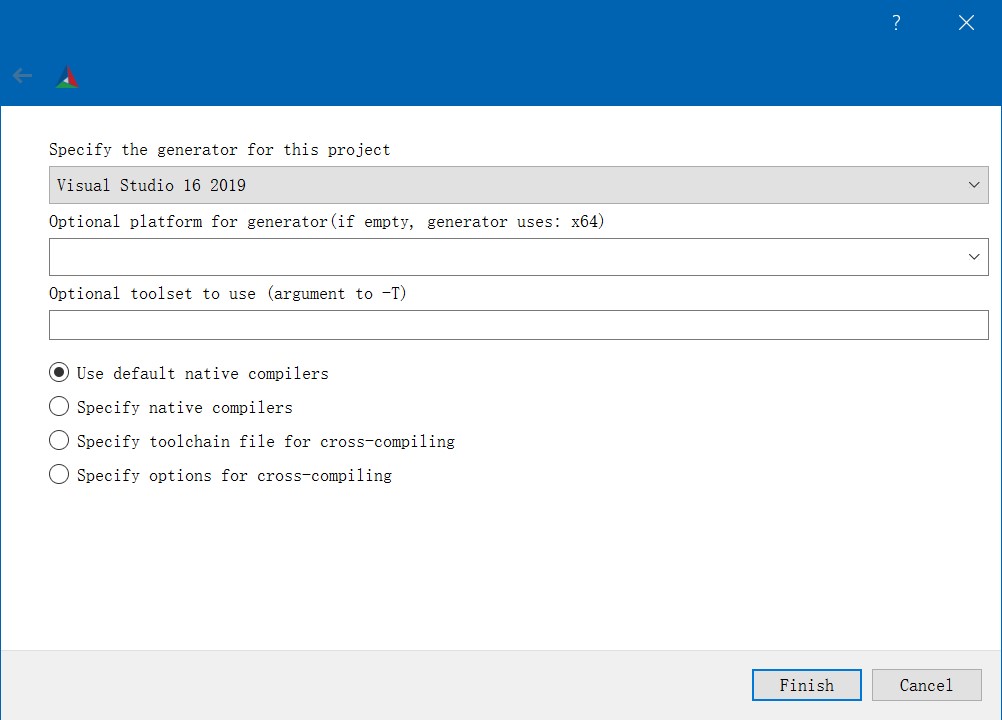 ?
Specify the generator for this project
Visual Studio 16 2019
Optional platform for generator(if empty, generator uses: x64)
Optional toolset to use (argument to -T)
Use default native compilers
Specify native compilers
Specify toolchain file for cross-compiling
Specify options for cross-compiling
Finish
Cancel